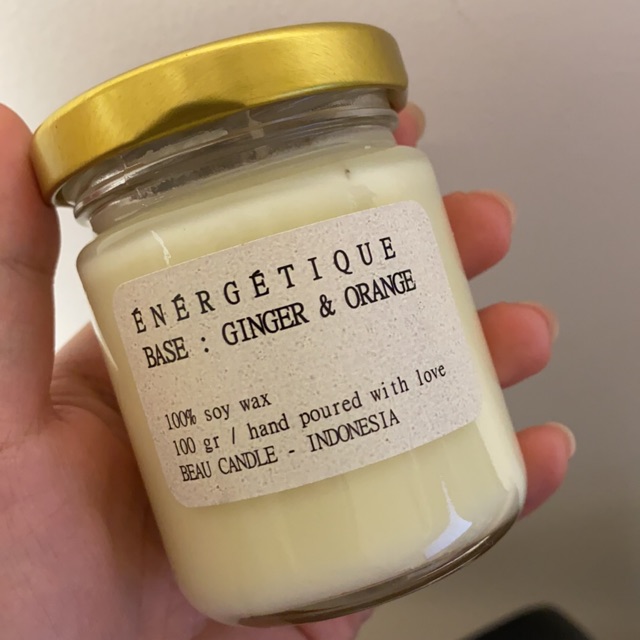 ÉNÉRGÉTIQUE
BASE : GINGER & ORANGE
100% soy wax
100 gr / hand poured with love
BEAU CANDLE - INDONESIA